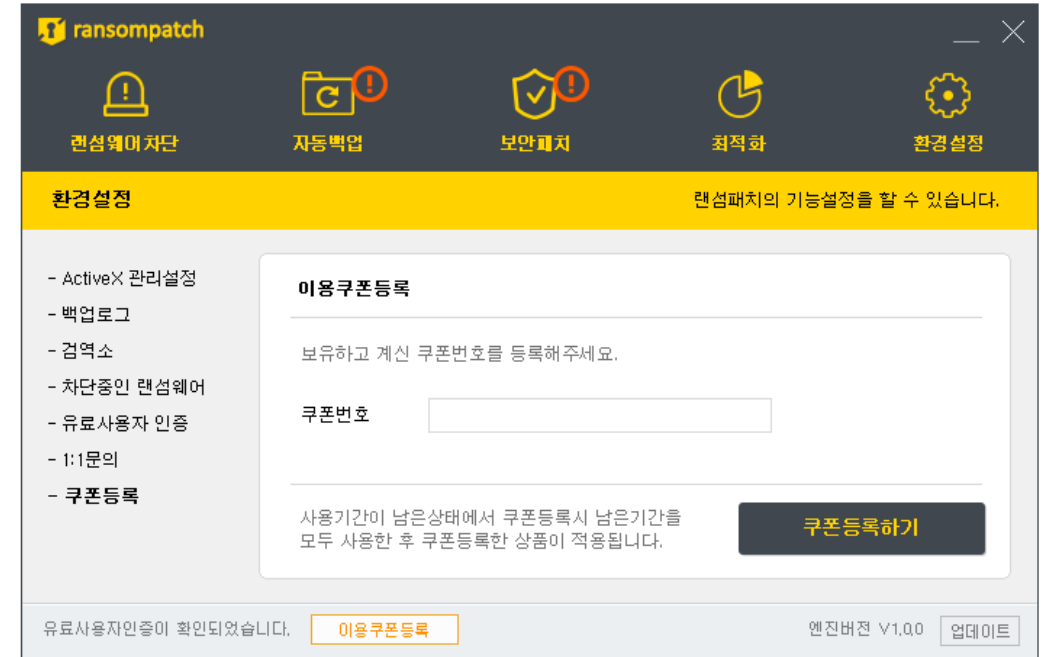 ransompatch
랜섬웨어차단 자동백업 보안패치 최적화 환경설정
환경설정 랜섬패치의 기능설정을 할 수 있습니다.
- ActiveX 관리설정
- 백업로그
- 검역소
- 차단중인 랜섬웨어
- 유료사용자 인증
- 1:1문의
- 쿠폰등록
이용쿠폰등록
보유하고 계신 쿠폰번호를 등록해주세요.
쿠폰번호
사용기간이 남은상태에서 쿠폰등록시 남은기간을
모두 사용한 후 쿠폰등록한 상품이 적용됩니다.
쿠폰등록하기
유료사용자인증이 확인되었습니다. 이용쿠폰등록 엔진버전 V1.0.0 업데이트